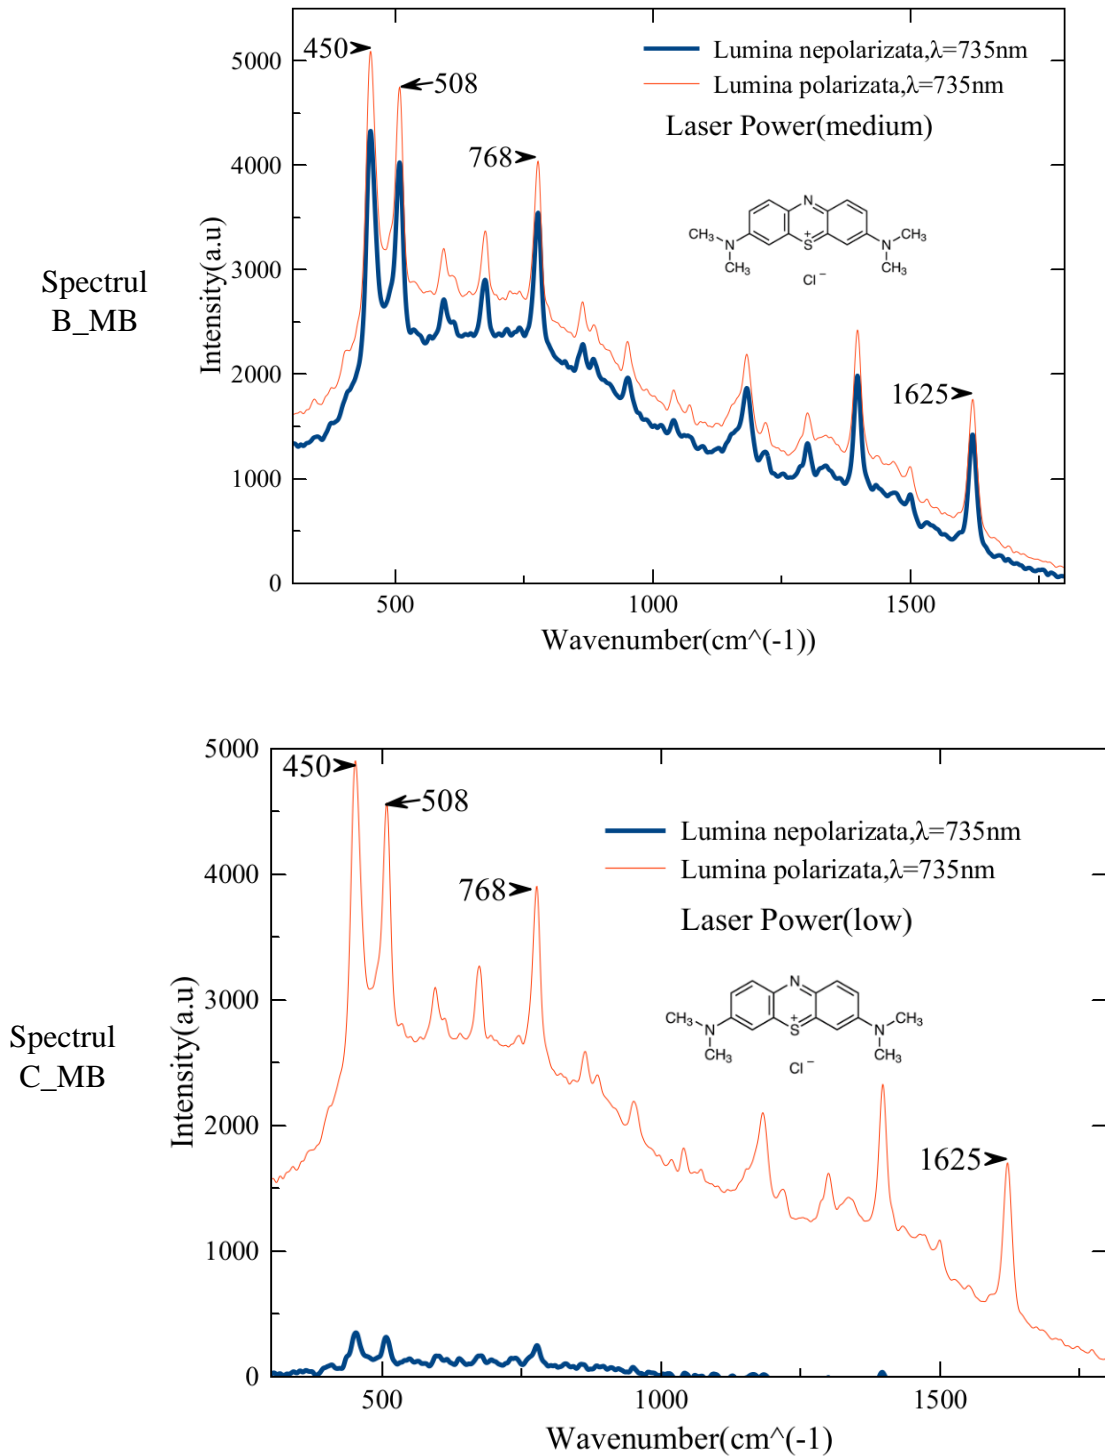 450
508
768
1625
Lumina nepolarizata,λ=735nm
Lumina polarizata,λ=735nm
Laser Power(medium)
N
H₃C
N
CH₃
S
+
N
CH₃
CH₃
Cl⁻
Spectrul
B_MB
Intensity(a.u)
5000
4000
3000
2000
1000
0
500
1000
1500
Wavenumber(cm^(-1))
5000
4000
3000
2000
1000
0
450
508
768
1625
Lumina nepolarizata,λ=735nm
Lumina polarizata,λ=735nm
Laser Power(low)
N
CH₃
N
CH₃
S
+
N
CH₃
CH₃
Cl⁻
Spectrul
C_MB
Intensity(a.u)
500
1000
1500
Wavenumber(cm^(-1)